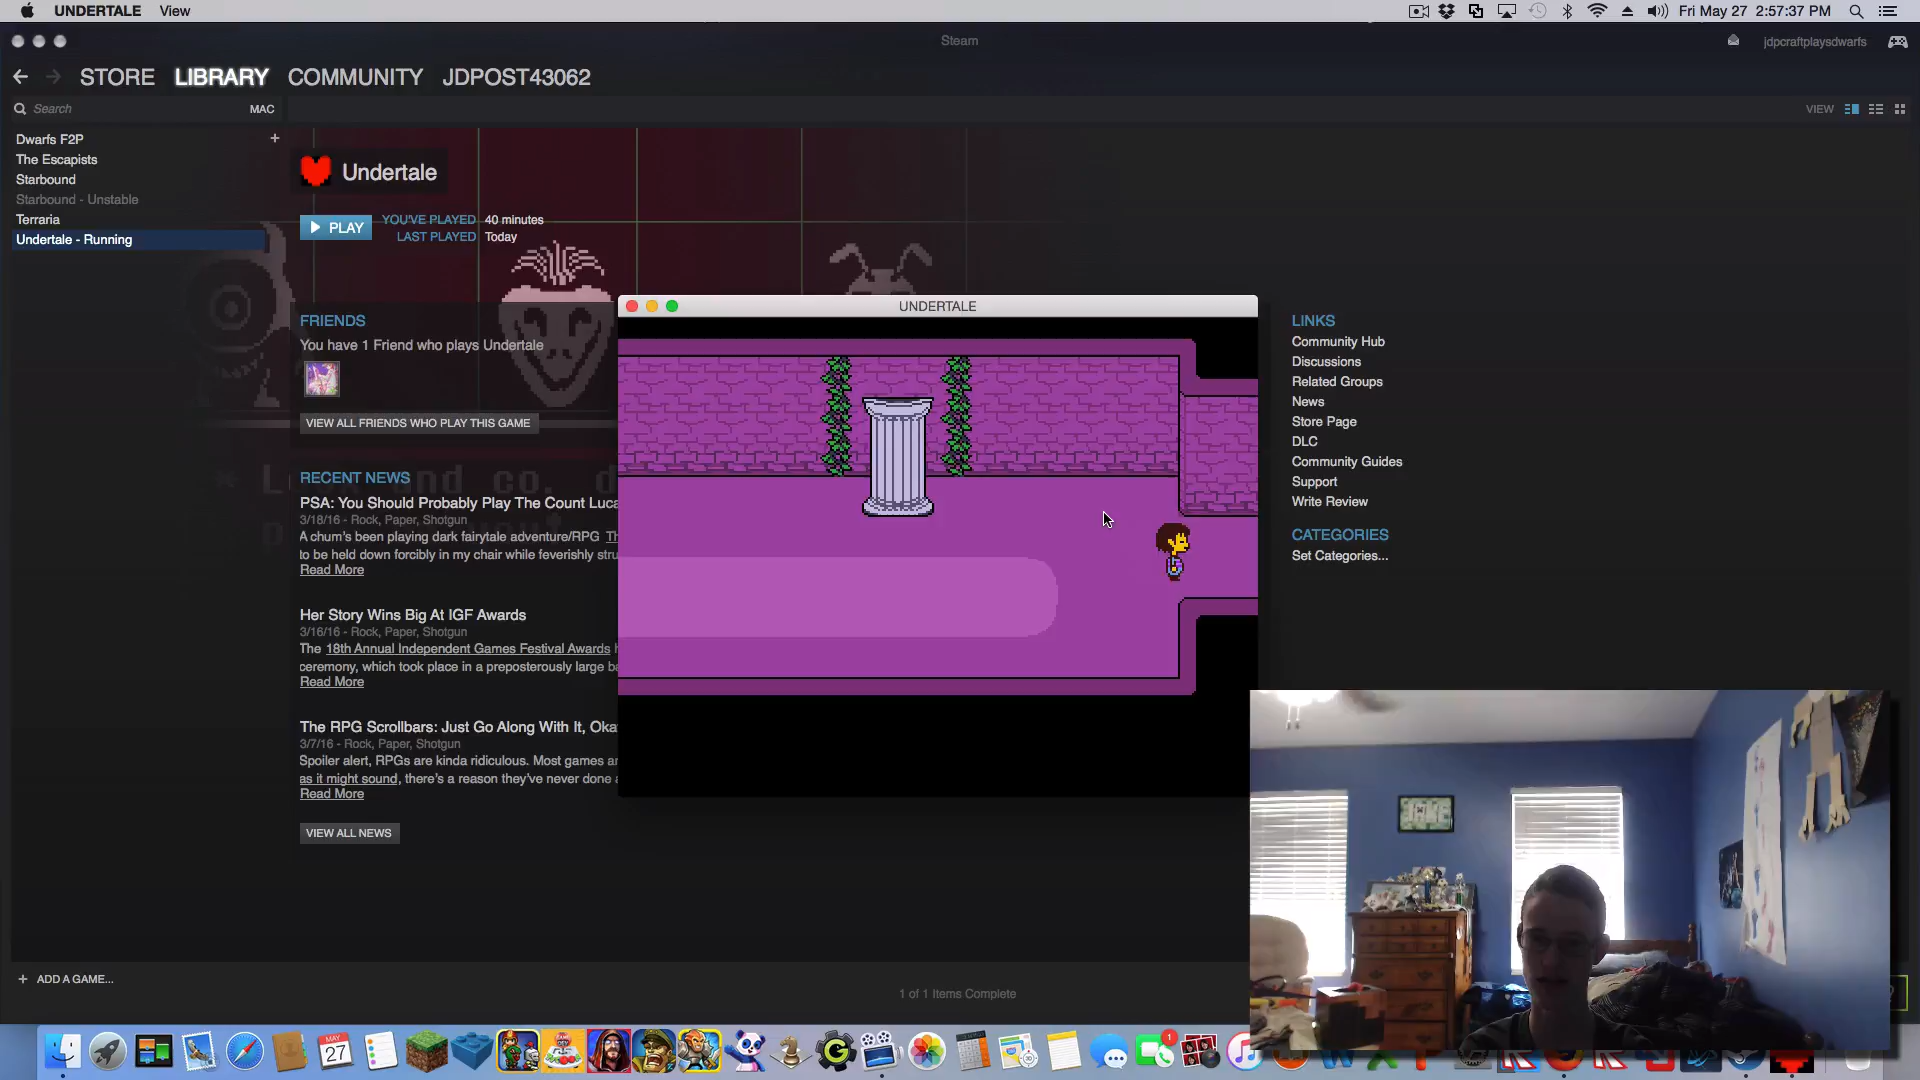 UNDERTALE View
Fri May 27 2:57:37 PM
Steam
jdpcraftplaysdwarfs
STORE LIBRARY COMMUNITY JDPOST43062
Search MAC
VIEW
Dwarfs F2P +
The Escapists
Starbound
Starbound - Unstable
Terraria
Undertale - Running
Undertale
PLAY
YOU'VE PLAYED 40 minutes
LAST PLAYED Today
FRIENDS
You have 1 Friend who plays Undertale
VIEW ALL FRIENDS WHO PLAY THIS GAME
RECENT NEWS
PSA: You Should Probably Play The Count Luca
3/18/16 - Rock, Paper, Shotgun
A chum's been playing dark fairytale adventure/RPG Th
to be held down forcibly in my chair while feverishly stru
Read More
Her Story Wins Big At IGF Awards
3/16/16 - Rock, Paper, Shotgun
The 18th Annual Independent Games Festival Awards
ceremony, which took place in a preposterously large ba
Read More
The RPG Scrollbars: Just Go Along With It, Oka
3/7/16 - Rock, Paper, Shotgun
Spoiler alert, RPGs are kinda ridiculous. Most games ar
as it might sound, there's a reason they've never done a
Read More
VIEW ALL NEWS
UNDERTALE
LINKS
Community Hub
Discussions
Related Groups
News
Store Page
DLC
Community Guides
Support
Write Review
CATEGORIES
Set Categories...
+ ADD A GAME...
1 of 1 Items Complete
MAY
27
1